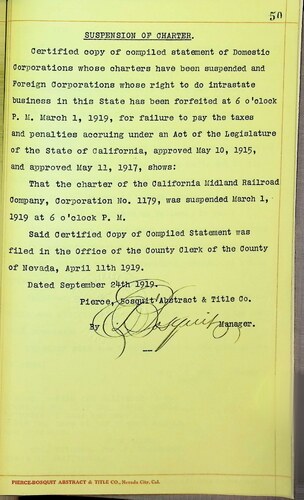 50
SUSPENSION OF CHARTER.
Certified copy of compiled statement of Domestic
Corporations whose charters have been suspended and
Foreign Corporations whose right to do intrastate
business in this State has been forfeited at 6 o'clock
P. M. March 1, 1919, for failure to pay the taxes
and penalties accruing under an Act of the Legislature
of the State of California, approved May 10, 1915,
and approved May 11, 1917, shows:
That the charter of the California Midland Railroad
Company, Corporation No. 1179, was suspended March 1,
1919 at 6 o'clock P. M.
Said Certified Copy of Compiled Statement was
filed in the Office of the County Clerk of the County
of Nevada, April 11th 1919.
Dated September 24th 1919.
Pierce, Bosquit Abstract & Title Co.
By Bosquit Manager.
PIERCE-BOSQUIT ABSTRACT & TITLE CO., Nevada City, Cal.